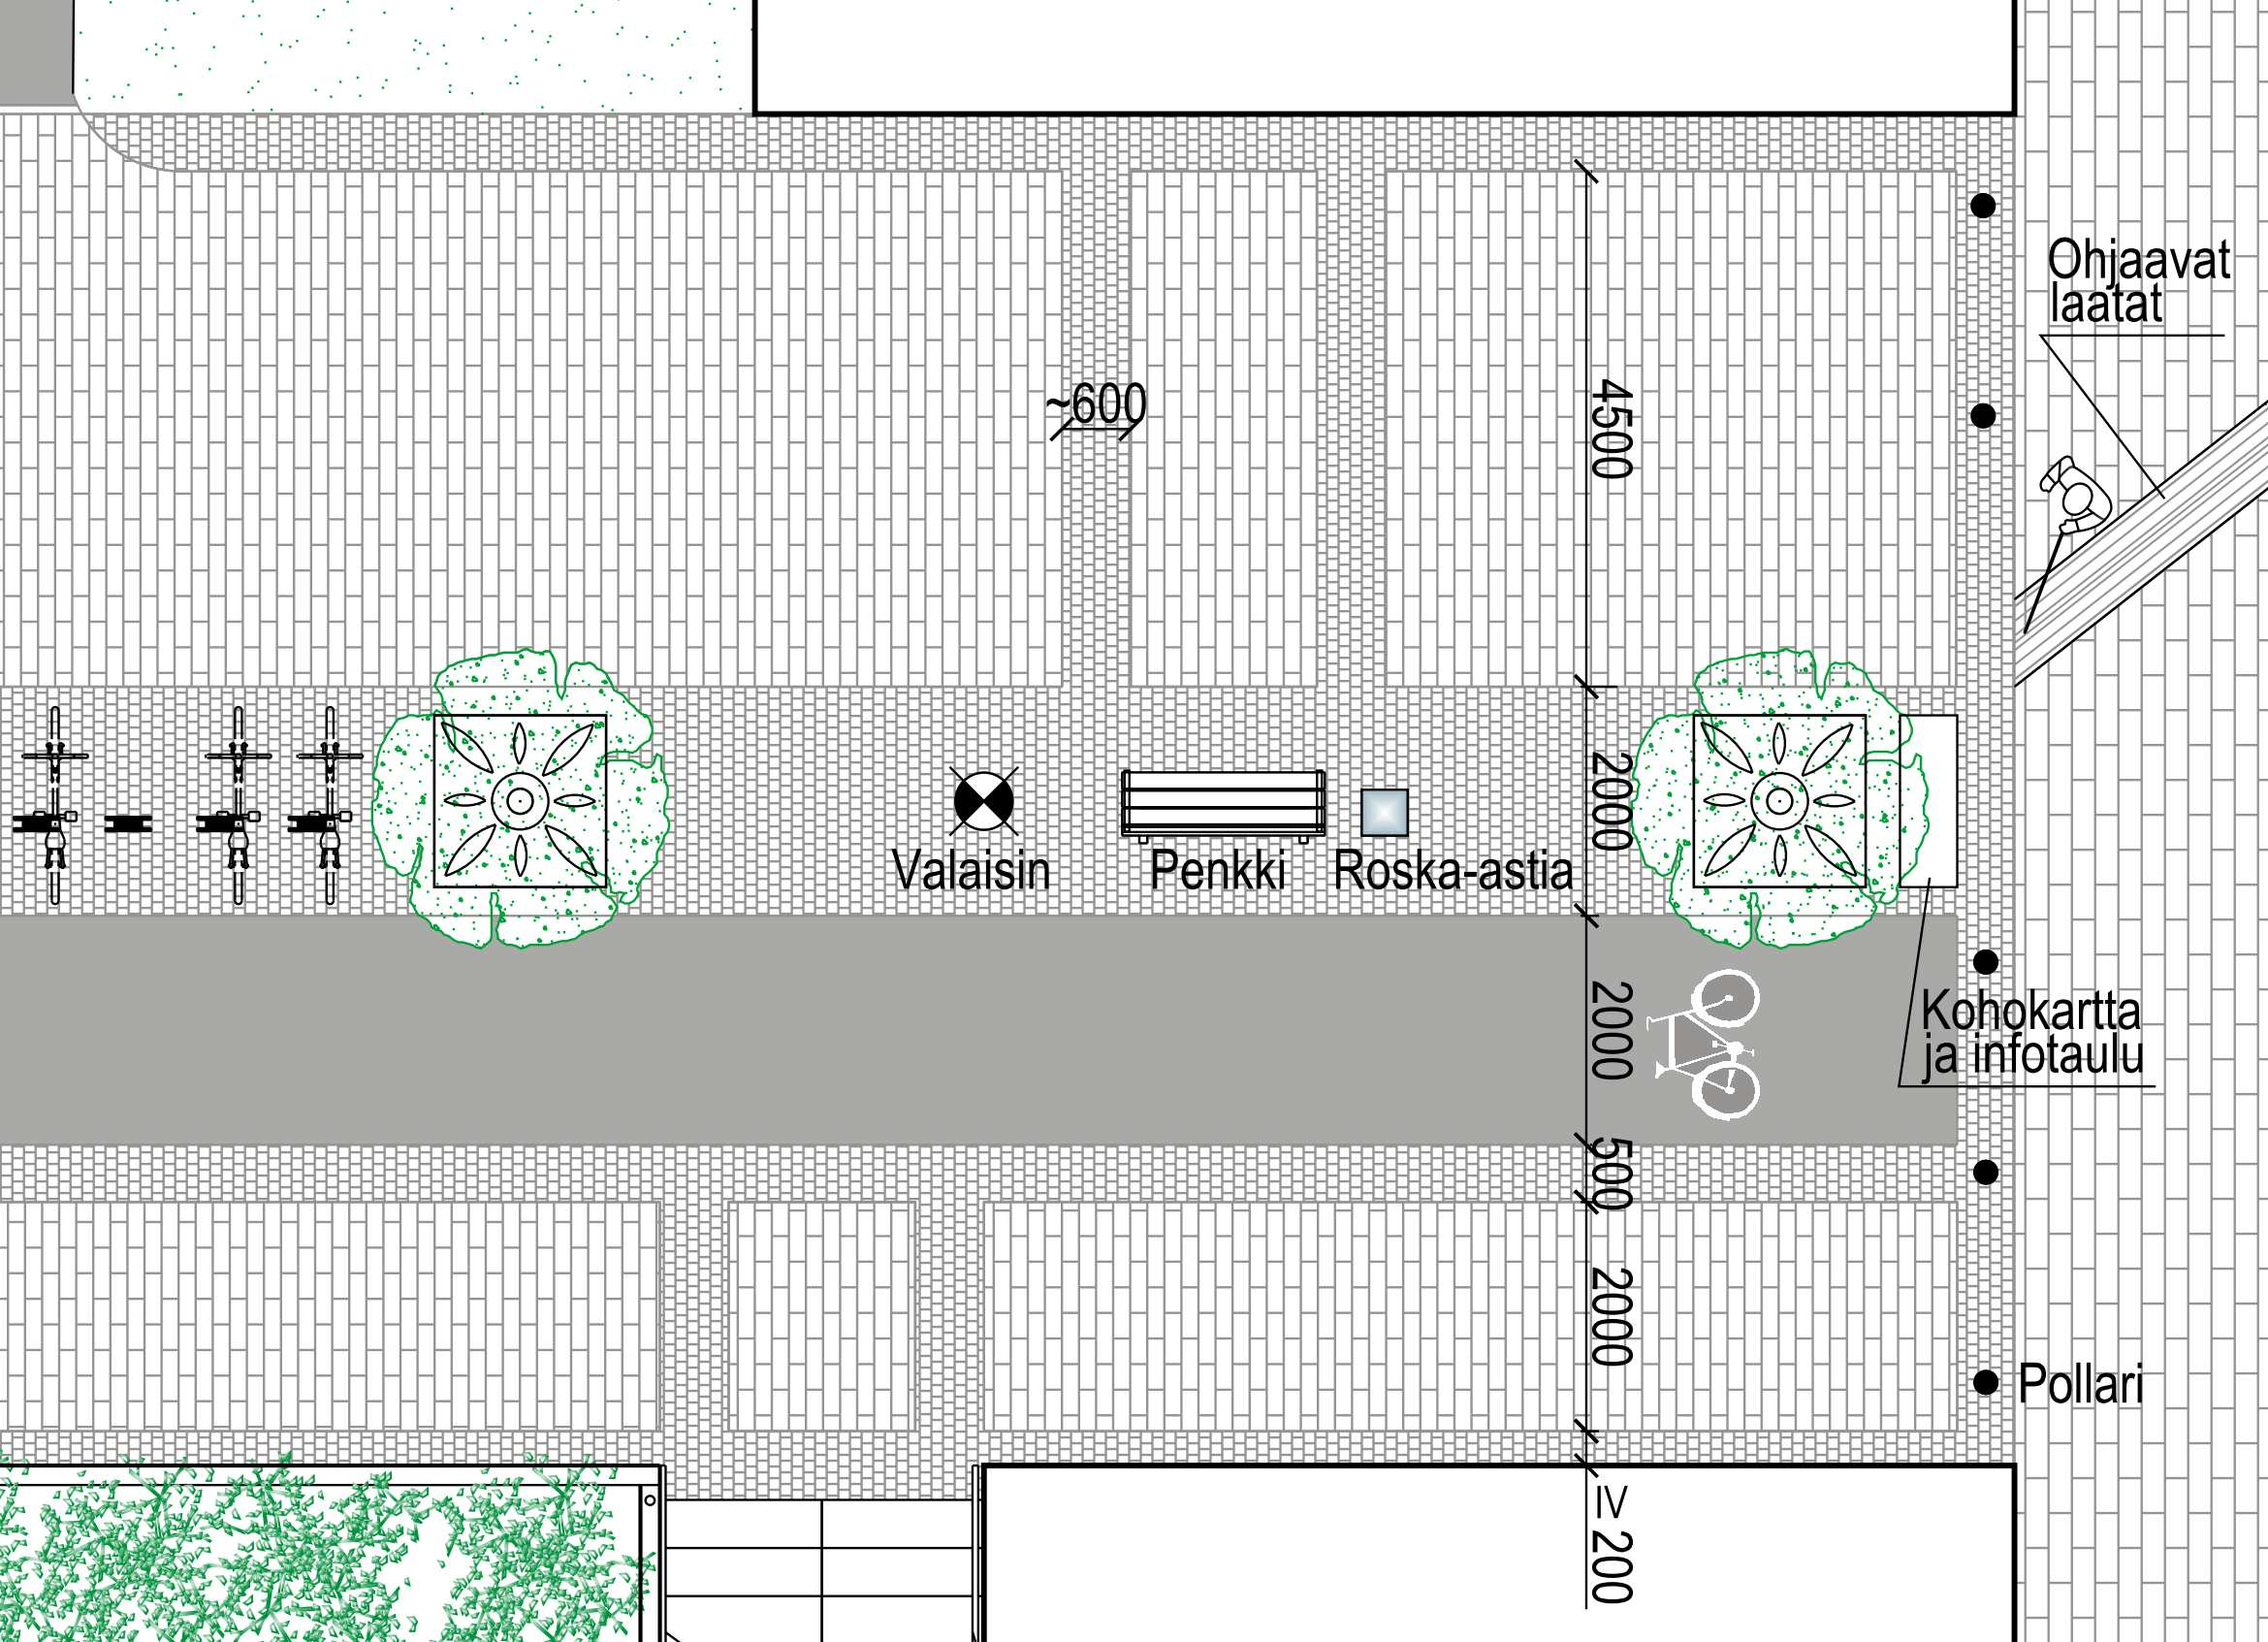 Ohjaavat
laatat
~600
4500
2000
Valaisin
Penkki
Roska-astia
2000
Kohokartta
ja infotaulu
500
2000
Pollari
≥ 200